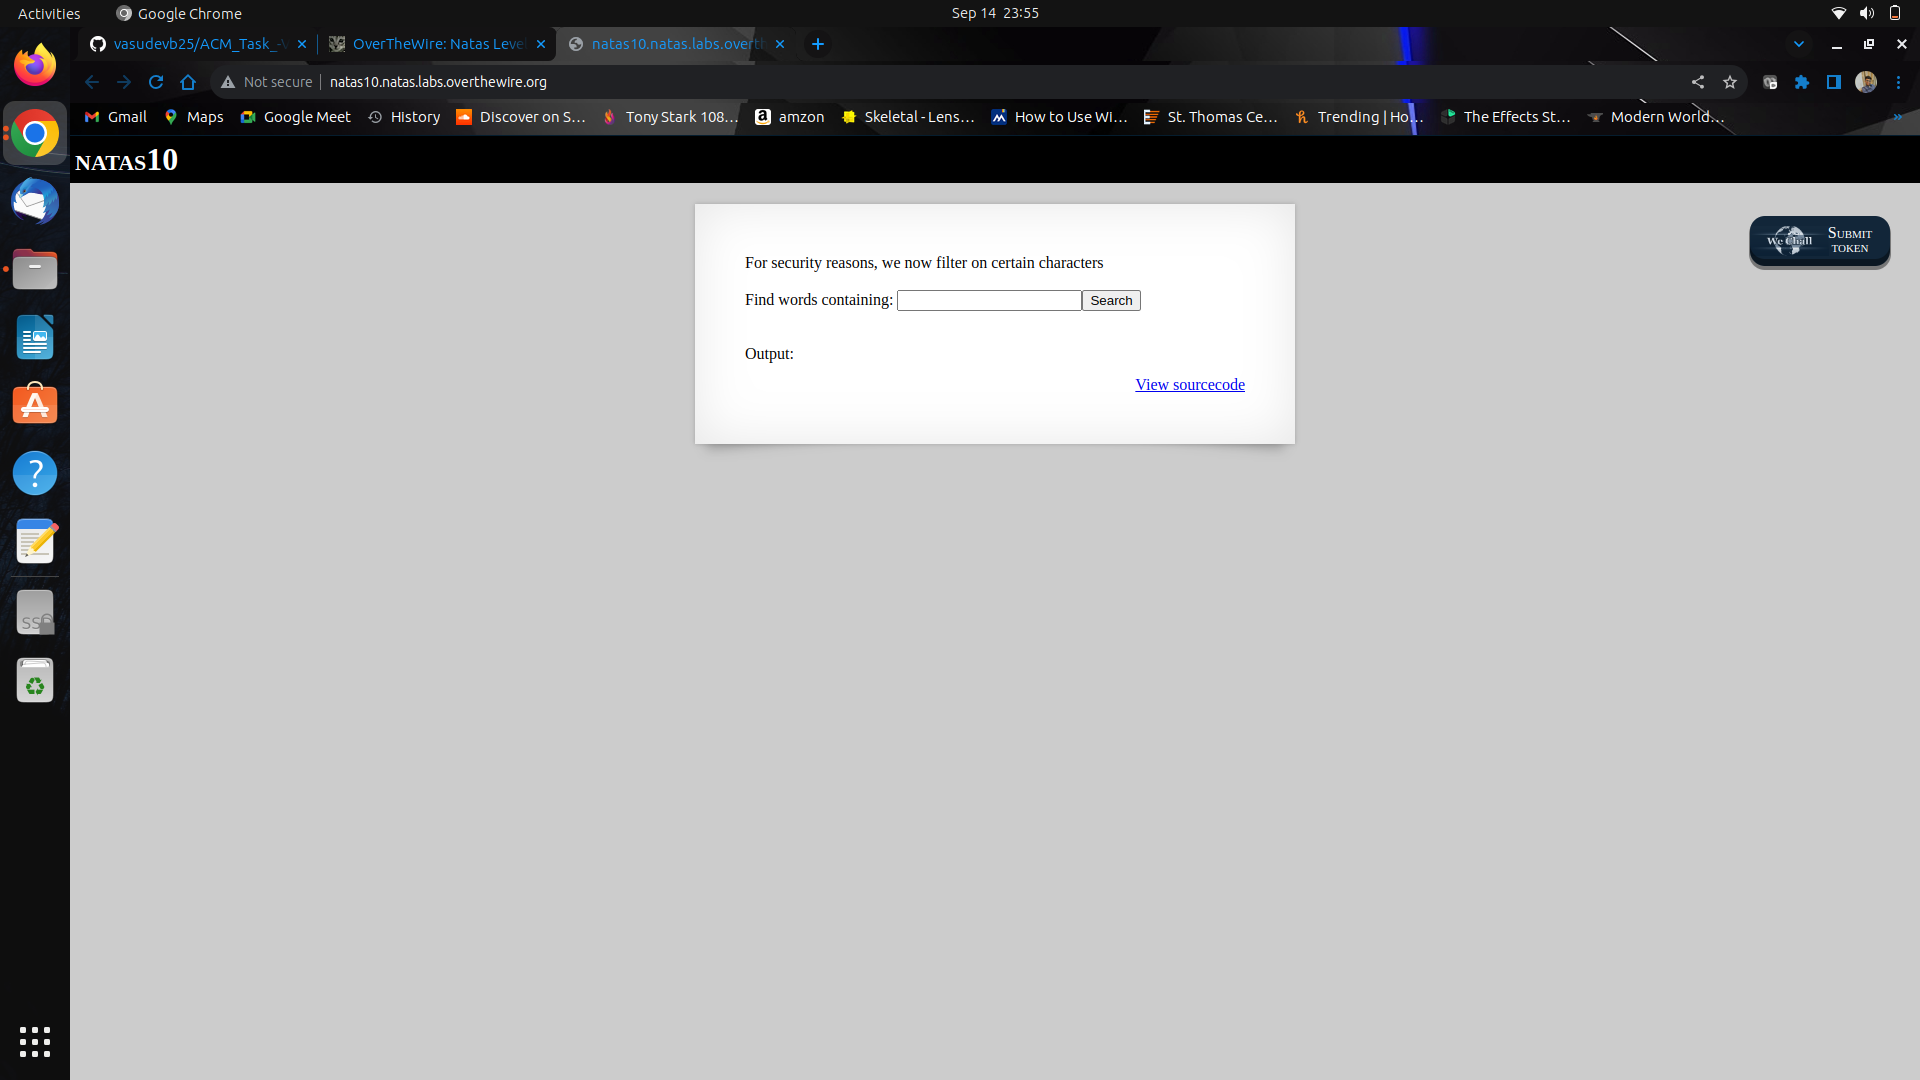 Activities
Google Chrome
Sep 14 23:55
vasudevb25/ACM_Task_-V
OverTheWire: Natas Level
natas10.natas.labs.overth
Not secure
natas10.natas.labs.overthewire.org
Gmail
Maps
Google Meet
History
Discover on S...
Tony Stark 108...
amzon
Skeletal - Lens...
How to Use WI...
St. Thomas Ce...
Trending | Ho...
The Effects St...
Modern World...
NATAS10
We Chall
SUBMIT
TOKEN
For security reasons, we now filter on certain characters
Find words containing:
Search
Output:
View sourcecode